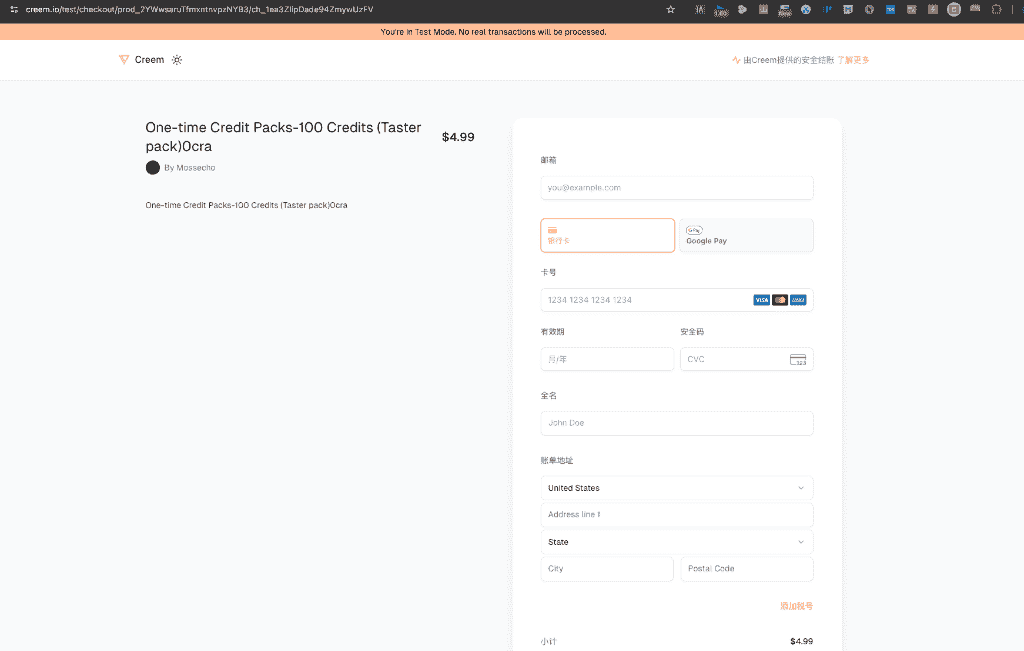 creem.io/test/checkout/prod_2YWwsaruTfmxntnvpzNYB3/ch_1sa3ZIipDade94ZmywUzFV
You're in Test Mode. No real transactions will be processed.
Creem
由Creem提供的安全结账 了解更多
One-time Credit Packs-100 Credits (Taster pack)0cra
$4.99
By Mossecho
One-time Credit Packs-100 Credits (Taster pack)0cra
邮箱
you@example.com
银行卡
G Pay
Google Pay
卡号
1234 1234 1234 1234
VISA
有效期
安全码
月/年
CVC
123
全名
John Doe
账单地址
United States
Address line 1
State
City
Postal Code
添加税号
小计
$4.99